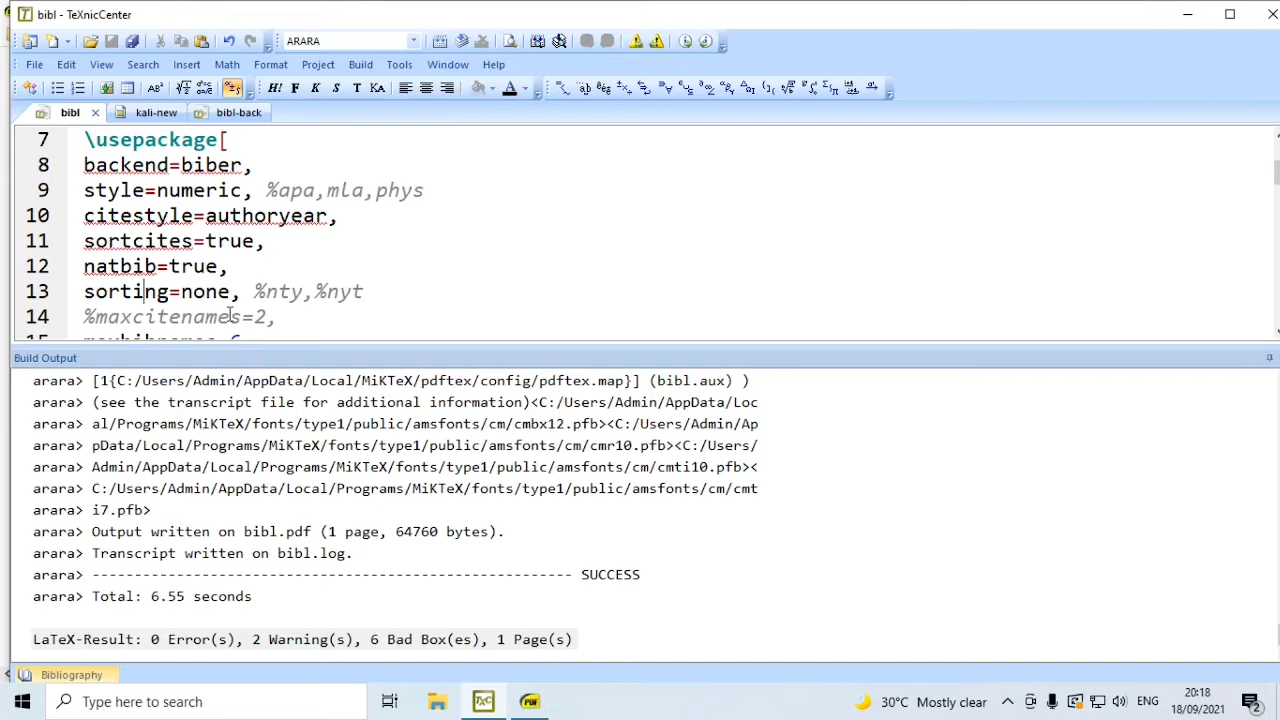 bibl - TeXnicCenter
ARARA
File Edit View Search Insert Math Format Project Build Tools Window Help
bibl kali-new bibl-back
7 \usepackage[
8 backend=biber,
9 style=numeric, %apa,mla,phys
10 citestyle=authoryear,
11 sortcites=true,
12 natbib=true,
13 sorting=none, %nty,%nyt
14 %maxcitenames=2,
Build Output
arara> [1{C:/Users/Admin/AppData/Local/MiKTeX/pdftex/config/pdftex.map}] (bibl.aux) )
arara> (see the transcript file for additional information)<C:/Users/Admin/AppData/Loc
arara> al/Programs/MiKTeX/fonts/type1/public/amsfonts/cm/cmbx12.pfb><C:/Users/Admin/Ap
arara> pData/Local/Programs/MiKTeX/fonts/type1/public/amsfonts/cm/cmr10.pfb><C:/Users/
arara> Admin/AppData/Local/Programs/MiKTeX/fonts/type1/public/amsfonts/cm/cmti10.pfb><
arara> C:/Users/Admin/AppData/Local/Programs/MiKTeX/fonts/type1/public/amsfonts/cm/cmt
arara> i7.pfb>
arara> Output written on bibl.pdf (1 page, 64760 bytes).
arara> Transcript written on bibl.log.
arara> --------------------------------------------------------- SUCCESS
arara> Total: 6.55 seconds
LaTeX-Result: 0 Error(s), 2 Warning(s), 6 Bad Box(es), 1 Page(s)
Bibliography
Type here to search
30°C Mostly clear
ENG
20:18
18/09/2021
2